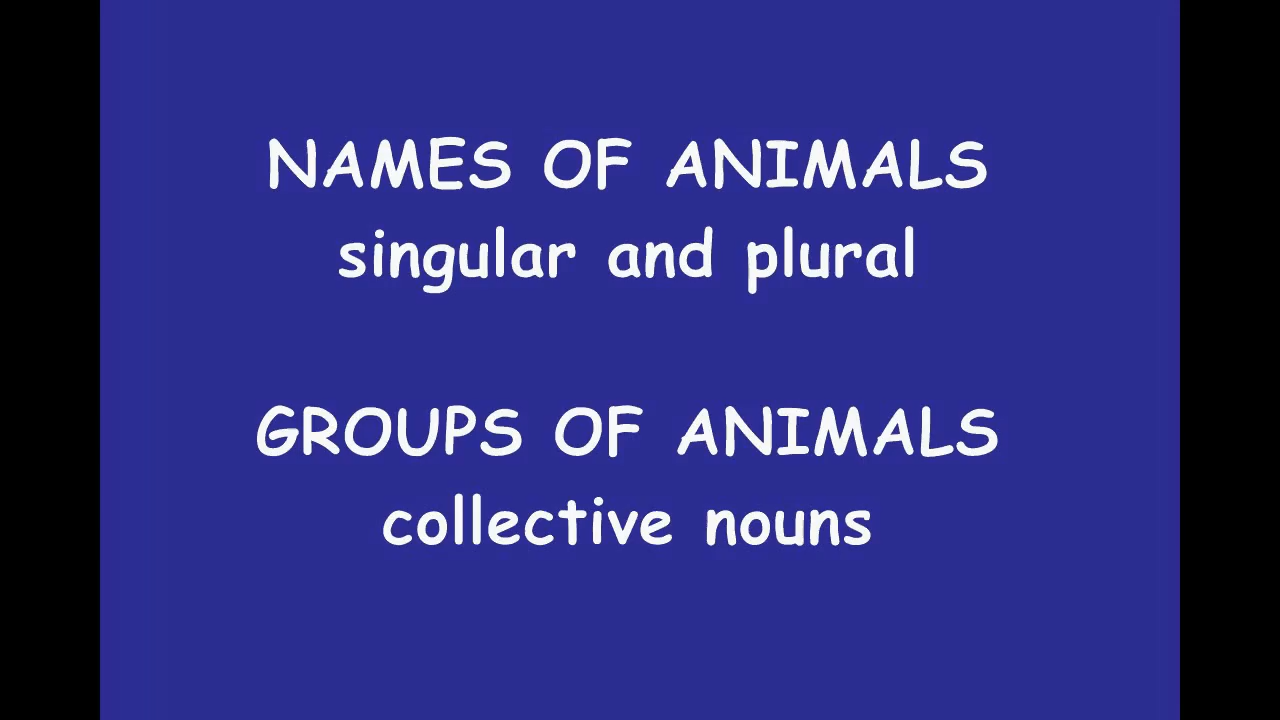 NAMES OF ANIMALS
singular and plural
GROUPS OF ANIMALS
collective nouns